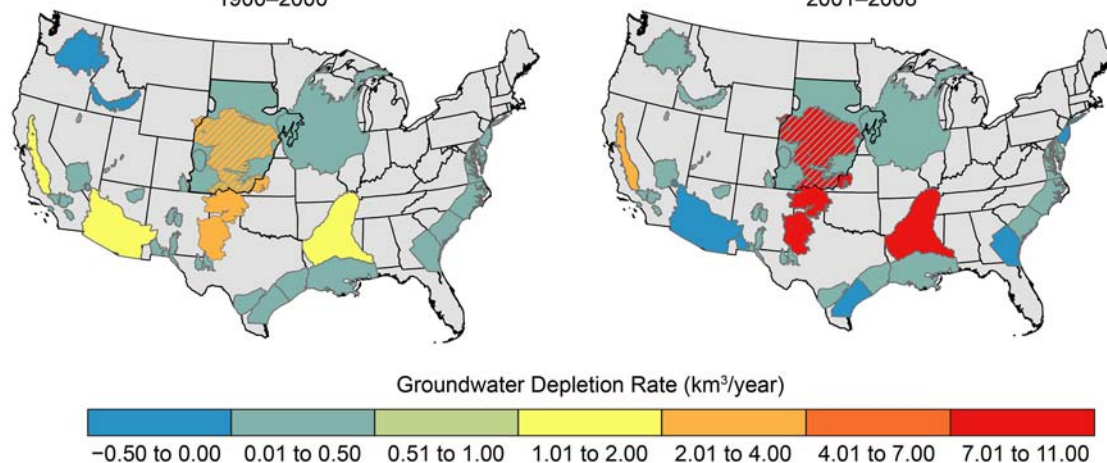 2001–2008
Groundwater Depletion Rate (km³/year)
−0.50 to 0.00
0.01 to 0.50
0.51 to 1.00
1.01 to 2.00
2.01 to 4.00
4.01 to 7.00
7.01 to 11.00